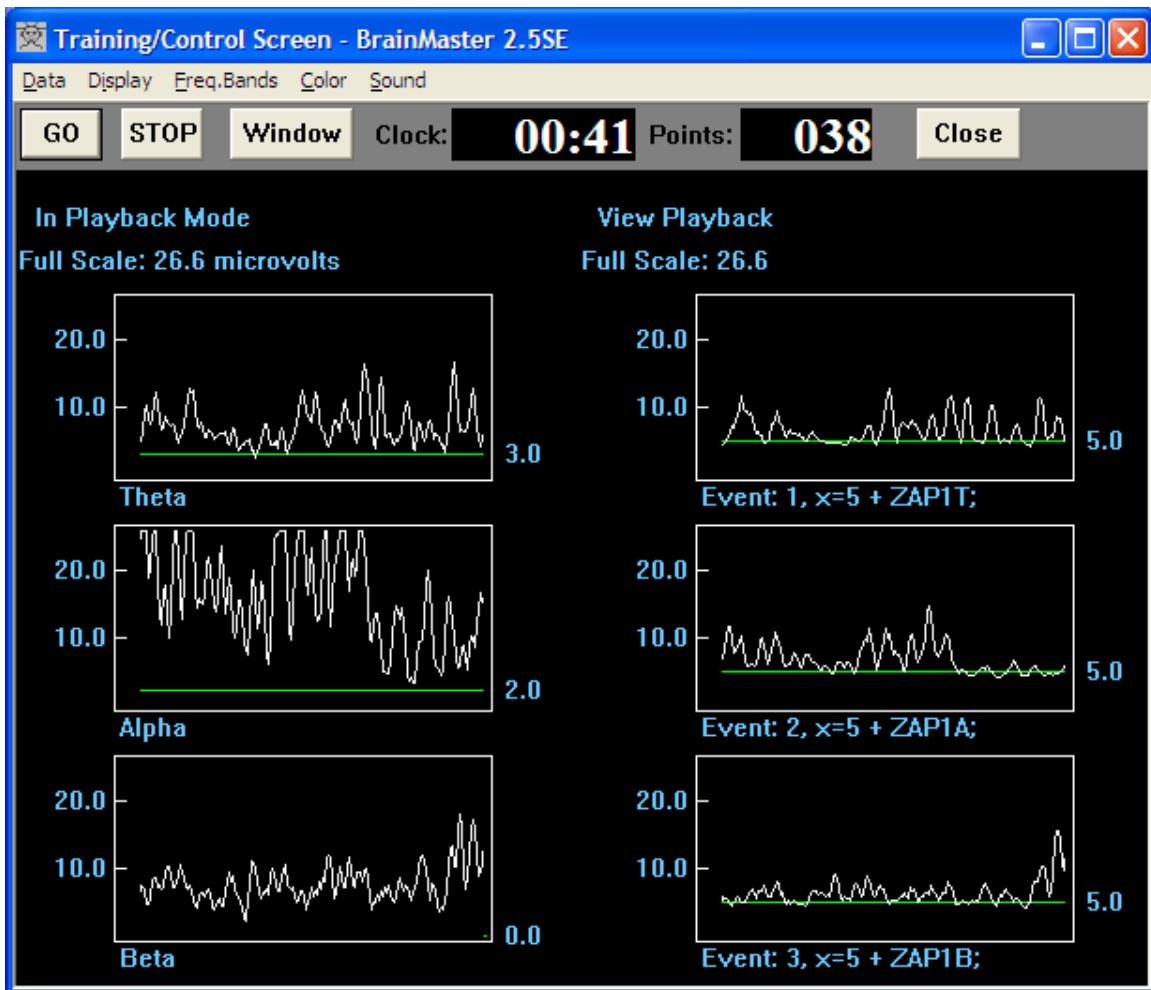 Training/Control Screen - BrainMaster 2.5SE
Data Display Freq.Bands Color Sound
GO STOP Window Clock: 00:41 Points: 038 Close
In Playback Mode
Full Scale: 26.6 microvolts
20.0
10.0
3.0
Theta
20.0
10.0
2.0
Alpha
20.0
10.0
0.0
Beta
View Playback
Full Scale: 26.6
20.0
10.0
5.0
Event: 1, x=5 + ZAP1T;
20.0
10.0
5.0
Event: 2, x=5 + ZAP1A;
20.0
10.0
5.0
Event: 3, x=5 + ZAP1B;